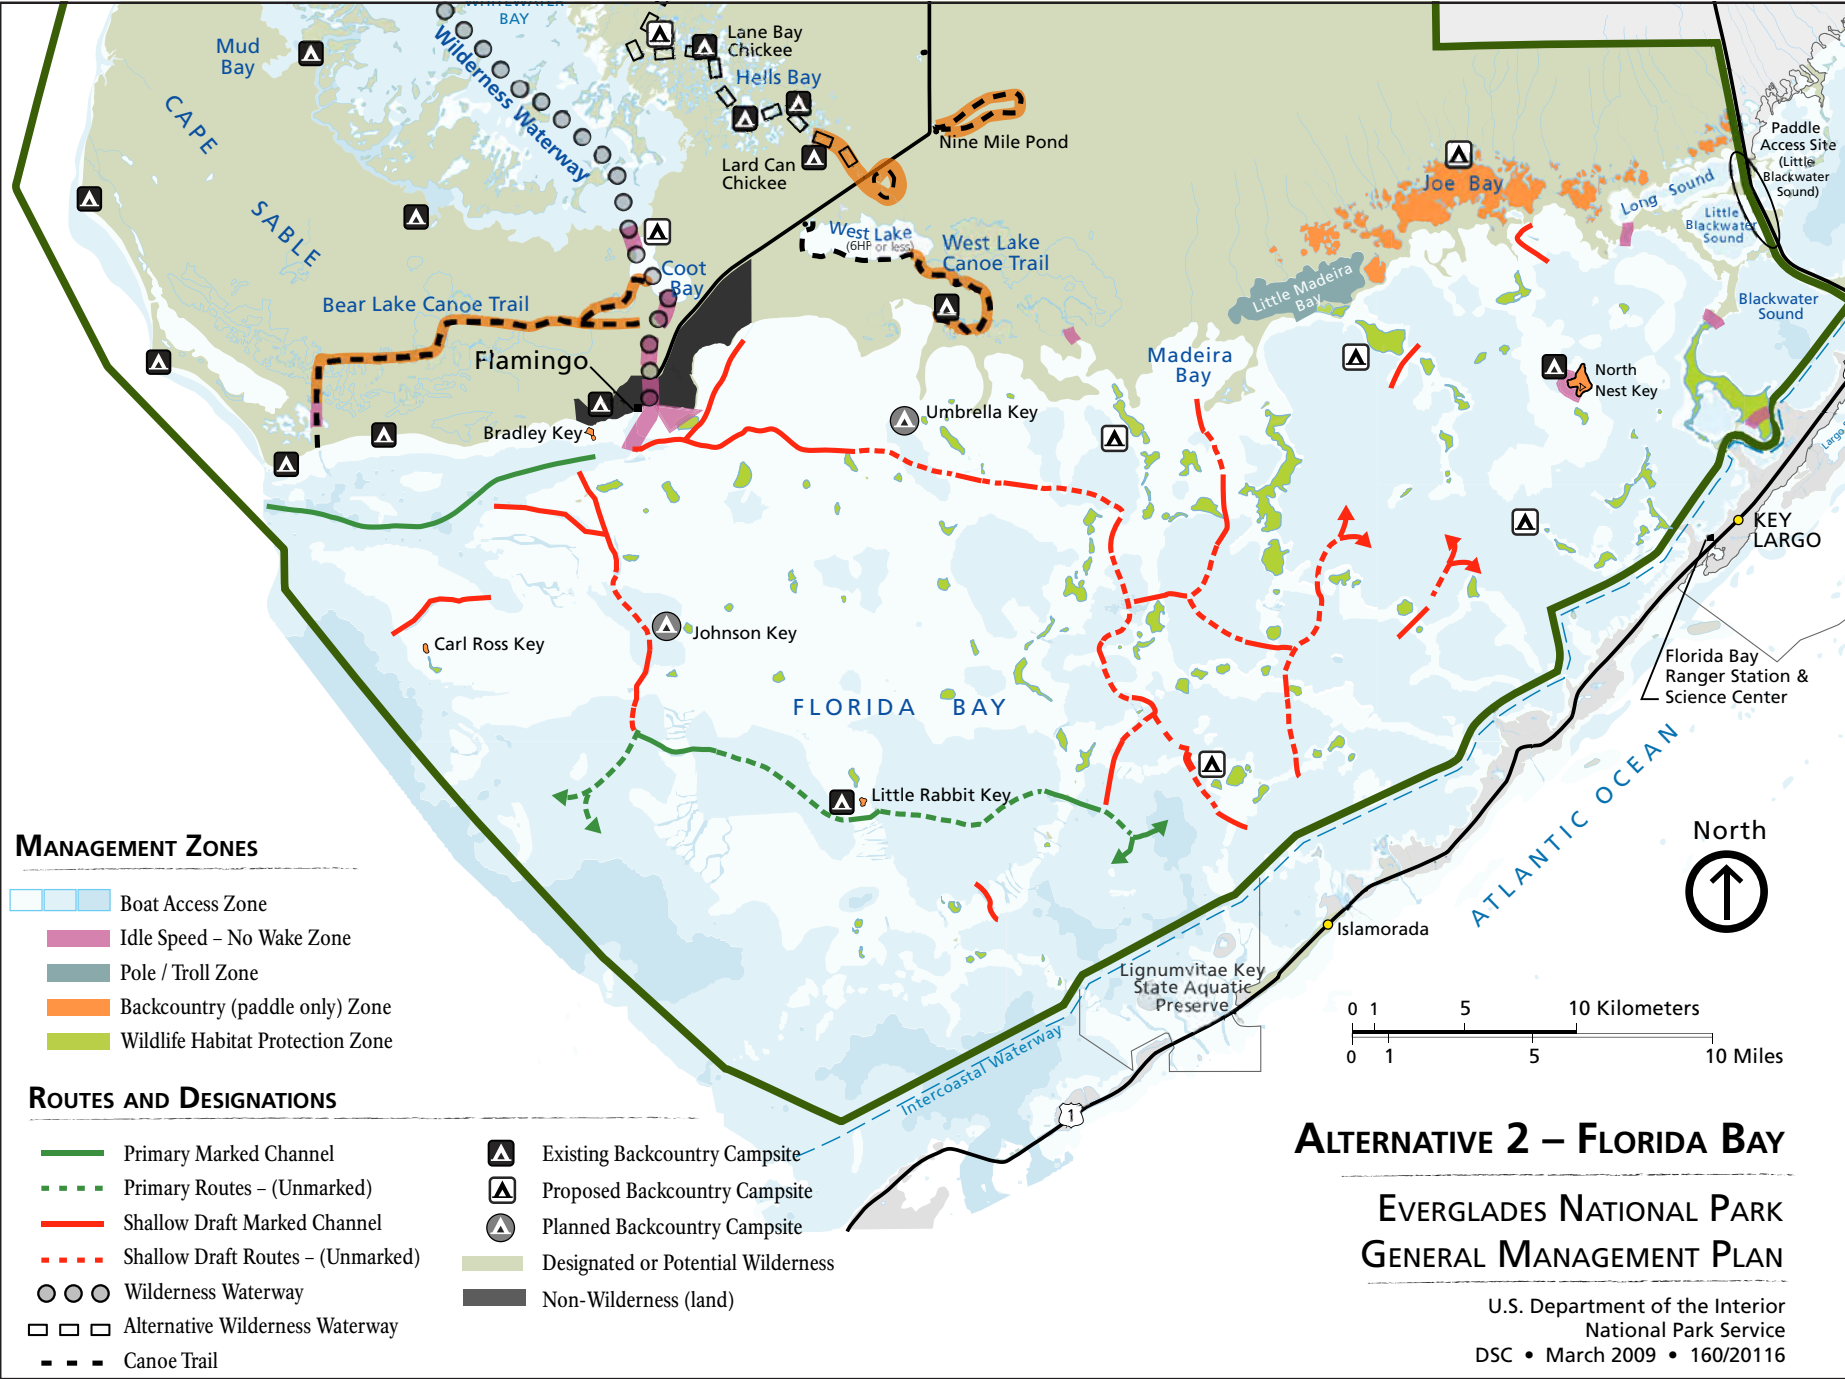 WHITEWATER
BAY
Mud
Bay
Wilderness Waterway
Lane Bay
Chickee
Hells Bay
Lard Can
Chickee
Nine Mile Pond
CAPE
SABLE
Paddle
Access Site
(Little
Blackwater
Sound)
Joe Bay
Long Sound
Little
Blackwater
Sound
West Lake
(6HP or less)
West Lake
Canoe Trail
Coot
Bay
Bear Lake Canoe Trail
Little Madeira
Bay
Blackwater
Sound
Flamingo
Madeira
Bay
North
Nest Key
Umbrella Key
Bradley Key
Largo
KEY
LARGO
Johnson Key
Carl Ross Key
Florida Bay
Ranger Station &
Science Center
FLORIDA BAY
ATLANTIC OCEAN
Little Rabbit Key
North
Islamorada
Lignumvitae Key
State Aquatic
Preserve
Intercoastal Waterway
1
MANAGEMENT ZONES
Boat Access Zone
Idle Speed – No Wake Zone
Pole / Troll Zone
Backcountry (paddle only) Zone
Wildlife Habitat Protection Zone
ROUTES AND DESIGNATIONS
Primary Marked Channel
Primary Routes – (Unmarked)
Shallow Draft Marked Channel
Shallow Draft Routes – (Unmarked)
Wilderness Waterway
Alternative Wilderness Waterway
Canoe Trail
Existing Backcountry Campsite
Proposed Backcountry Campsite
Planned Backcountry Campsite
Designated or Potential Wilderness
Non-Wilderness (land)
0 1 5 10 Kilometers
0 1 5 10 Miles
ALTERNATIVE 2 – FLORIDA BAY
EVERGLADES NATIONAL PARK
GENERAL MANAGEMENT PLAN
U.S. Department of the Interior
National Park Service
DSC • March 2009 • 160/20116